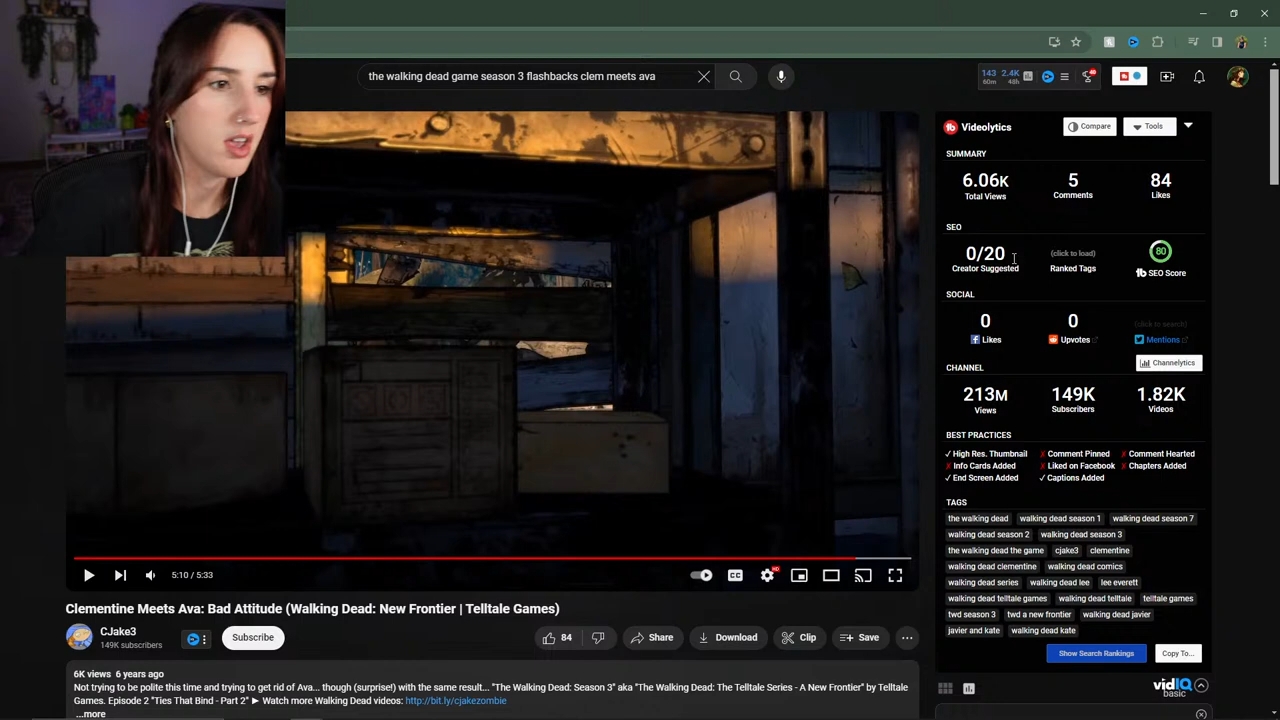 the walking dead game season 3 flashbacks clem meets ava
143 2.4K
60m 48h
Videolytics
Compare
Tools
SUMMARY
6.06K 5 84
Total Views Comments Likes
SEO
0/20 (click to load) 80
Creator Suggested Ranked Tags tb SEO Score
SOCIAL
0 0 (click to search)
Likes Upvotes Mentions
CHANNEL Channelytics
213M 149K 1.82K
Views Subscribers Videos
BEST PRACTICES
✓ High Res. Thumbnail ✗ Comment Pinned ✗ Comment Hearted
✗ Info Cards Added ✗ Liked on Facebook ✗ Chapters Added
✓ End Screen Added ✓ Captions Added
TAGS
the walking dead walking dead season 1 walking dead season 7
walking dead season 2 walking dead season 3
the walking dead the game cjake3 clementine
walking dead clementine walking dead comics
walking dead series walking dead lee lee everett
walking dead telltale games walking dead telltale telltale games
twd season 3 twd a new frontier walking dead javier
javier and kate walking dead kate
Show Search Rankings Copy To...
vidIQ
basic
5:10 / 5:33
CC
HD
Clementine Meets Ava: Bad Attitude (Walking Dead: New Frontier | Telltale Games)
CJake3
149K subscribers
Subscribe
84
Share
Download
Clip
Save
6K views 6 years ago
Not trying to be polite this time and trying to get rid of Ava... though (surprise!) with the same result... "The Walking Dead: Season 3" aka "The Walking Dead: The Telltale Series - A New Frontier" by Telltale
Games. Episode 2 "Ties That Bind - Part 2" ► Watch more Walking Dead videos: http://bit.ly/cjakezombie
...more